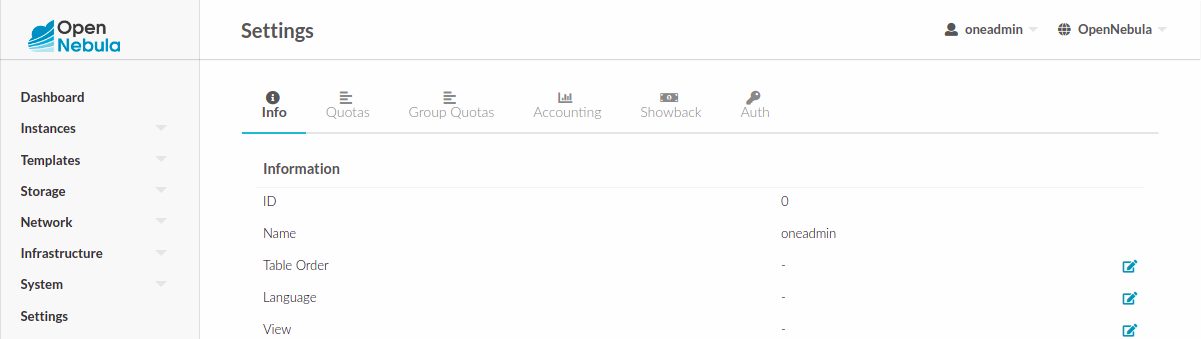 Open
Nebula
Settings
oneadmin
OpenNebula
Dashboard
Instances
Templates
Storage
Network
Infrastructure
System
Settings
Info
Quotas
Group Quotas
Accounting
Showback
Auth
Information
ID 0
Name oneadmin
Table Order -
Language -
View -